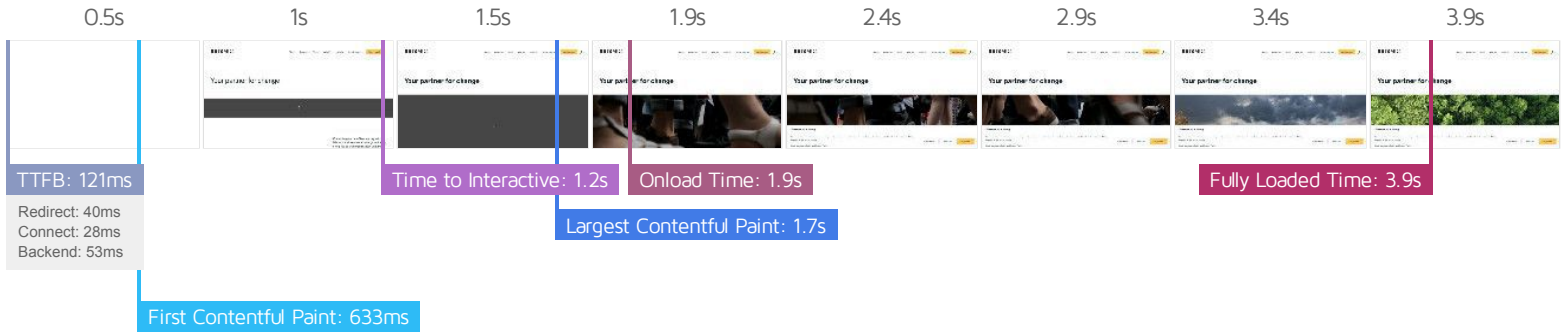 0.5s
1s
1.5s
1.9s
2.4s
2.9s
3.4s
3.9s
Your partner for change
Your partner for change
Your partner for change
Your partner for change
Your partner for change
Your partner for change
Your partner for change
TTFB: 121ms
Redirect: 40ms
Connect: 28ms
Backend: 53ms
Time to Interactive: 1.2s
Onload Time: 1.9s
Fully Loaded Time: 3.9s
Largest Contentful Paint: 1.7s
First Contentful Paint: 633ms